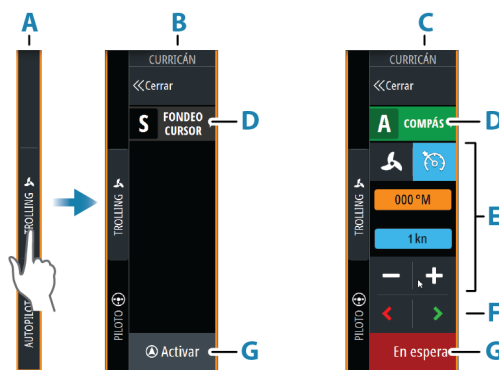 A
B
C
TROLLING
AUTOPILOT
CURRICÁN
Cerrar
S FONDEO
CURSOR
D
TROLLING
PILOTO
Activar
G
CURRICÁN
Cerrar
A COMPÁS
D
000 °M
1 kn
E
TROLLING
PILOTO
F
En espera
G